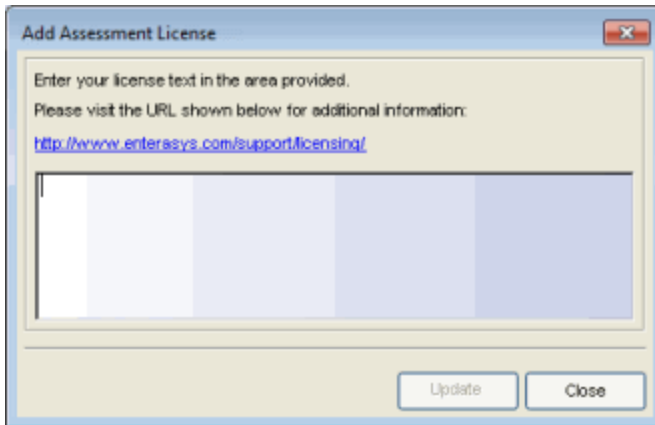 Add Assessment License
Enter your license text in the area provided.
Please visit the URL shown below for additional information:
http://www.enterasys.com/support/licensing/
Update
Close